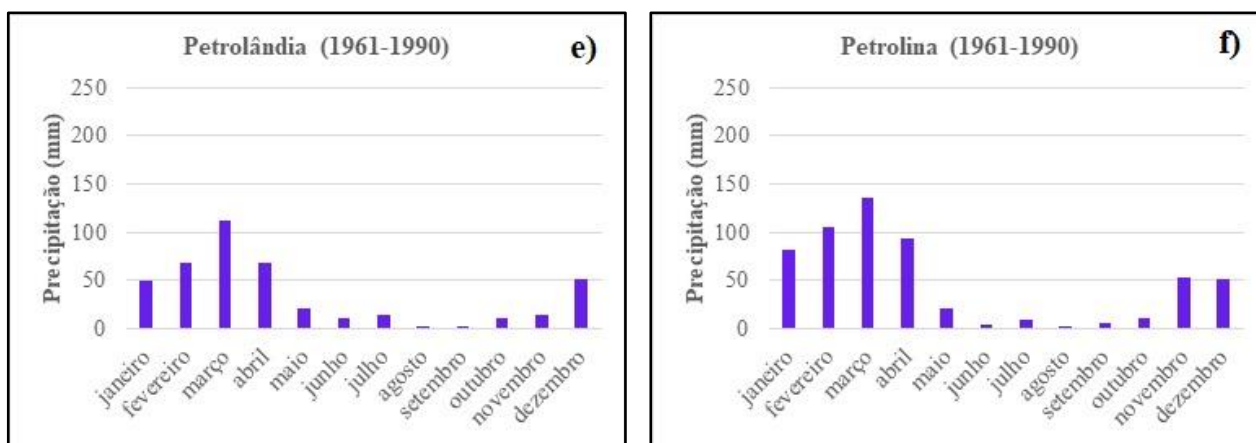 Petrolândia (1961-1990)
e)
Precipitação (mm)
250
200
150
100
50
0
janeiro
fevereiro
março
abril
maio
junho
julho
agosto
setembro
outubro
novembro
dezembro
Petrolina (1961-1990)
f)
Precipitação (mm)
250
200
150
100
50
0
janeiro
fevereiro
março
abril
maio
junho
julho
agosto
setembro
outubro
novembro
dezembro